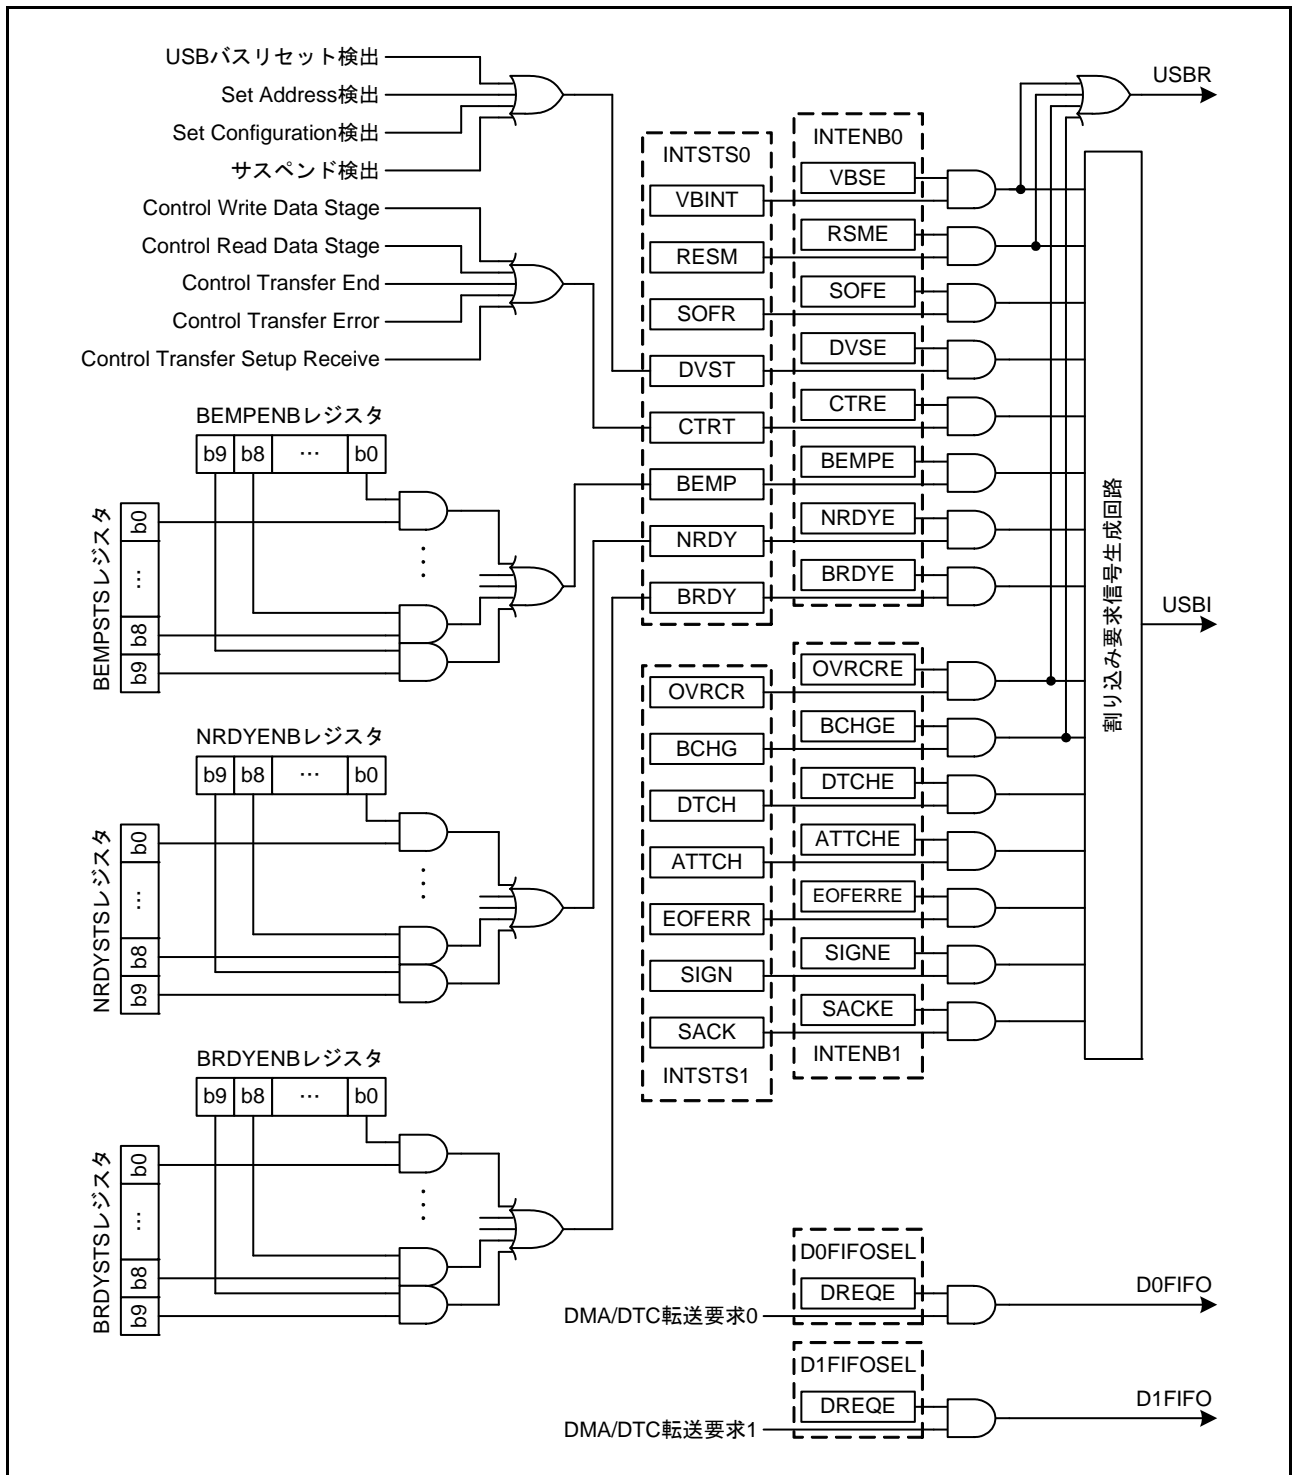 USBバスリセット検出
Set Address検出
Set Configuration検出
サスペンド検出
Control Write Data Stage
Control Read Data Stage
Control Transfer End
Control Transfer Error
Control Transfer Setup Receive
BEMPENBレジスタ
b9 b8 … b0
BEMPSTSレジスタ
b0
…
b8
b9
⋮
NRDYENBレジスタ
b9 b8 … b0
NRDYSTSレジスタ
b0
…
b8
b9
⋮
BRDYENBレジスタ
b9 b8 … b0
BRDYSTSレジスタ
b0
…
b8
b9
⋮
INTSTS0
VBINT
RESM
SOFR
DVST
CTRT
BEMP
NRDY
BRDY
INTENB0
VBSE
RSME
SOFE
DVSE
CTRE
BEMPE
NRDYE
BRDYE
OVRCR
BCHG
DTCH
ATTCH
EOFERR
SIGN
SACK
INTSTS1
OVRCRE
BCHGE
DTCHE
ATTCHE
EOFERRE
SIGNE
SACKE
INTENB1
割り込み要求信号生成回路
USBR
USBI
D0FIFOSEL
DREQE
DMA/DTC転送要求0
D0FIFO
D1FIFOSEL
DREQE
DMA/DTC転送要求1
D1FIFO